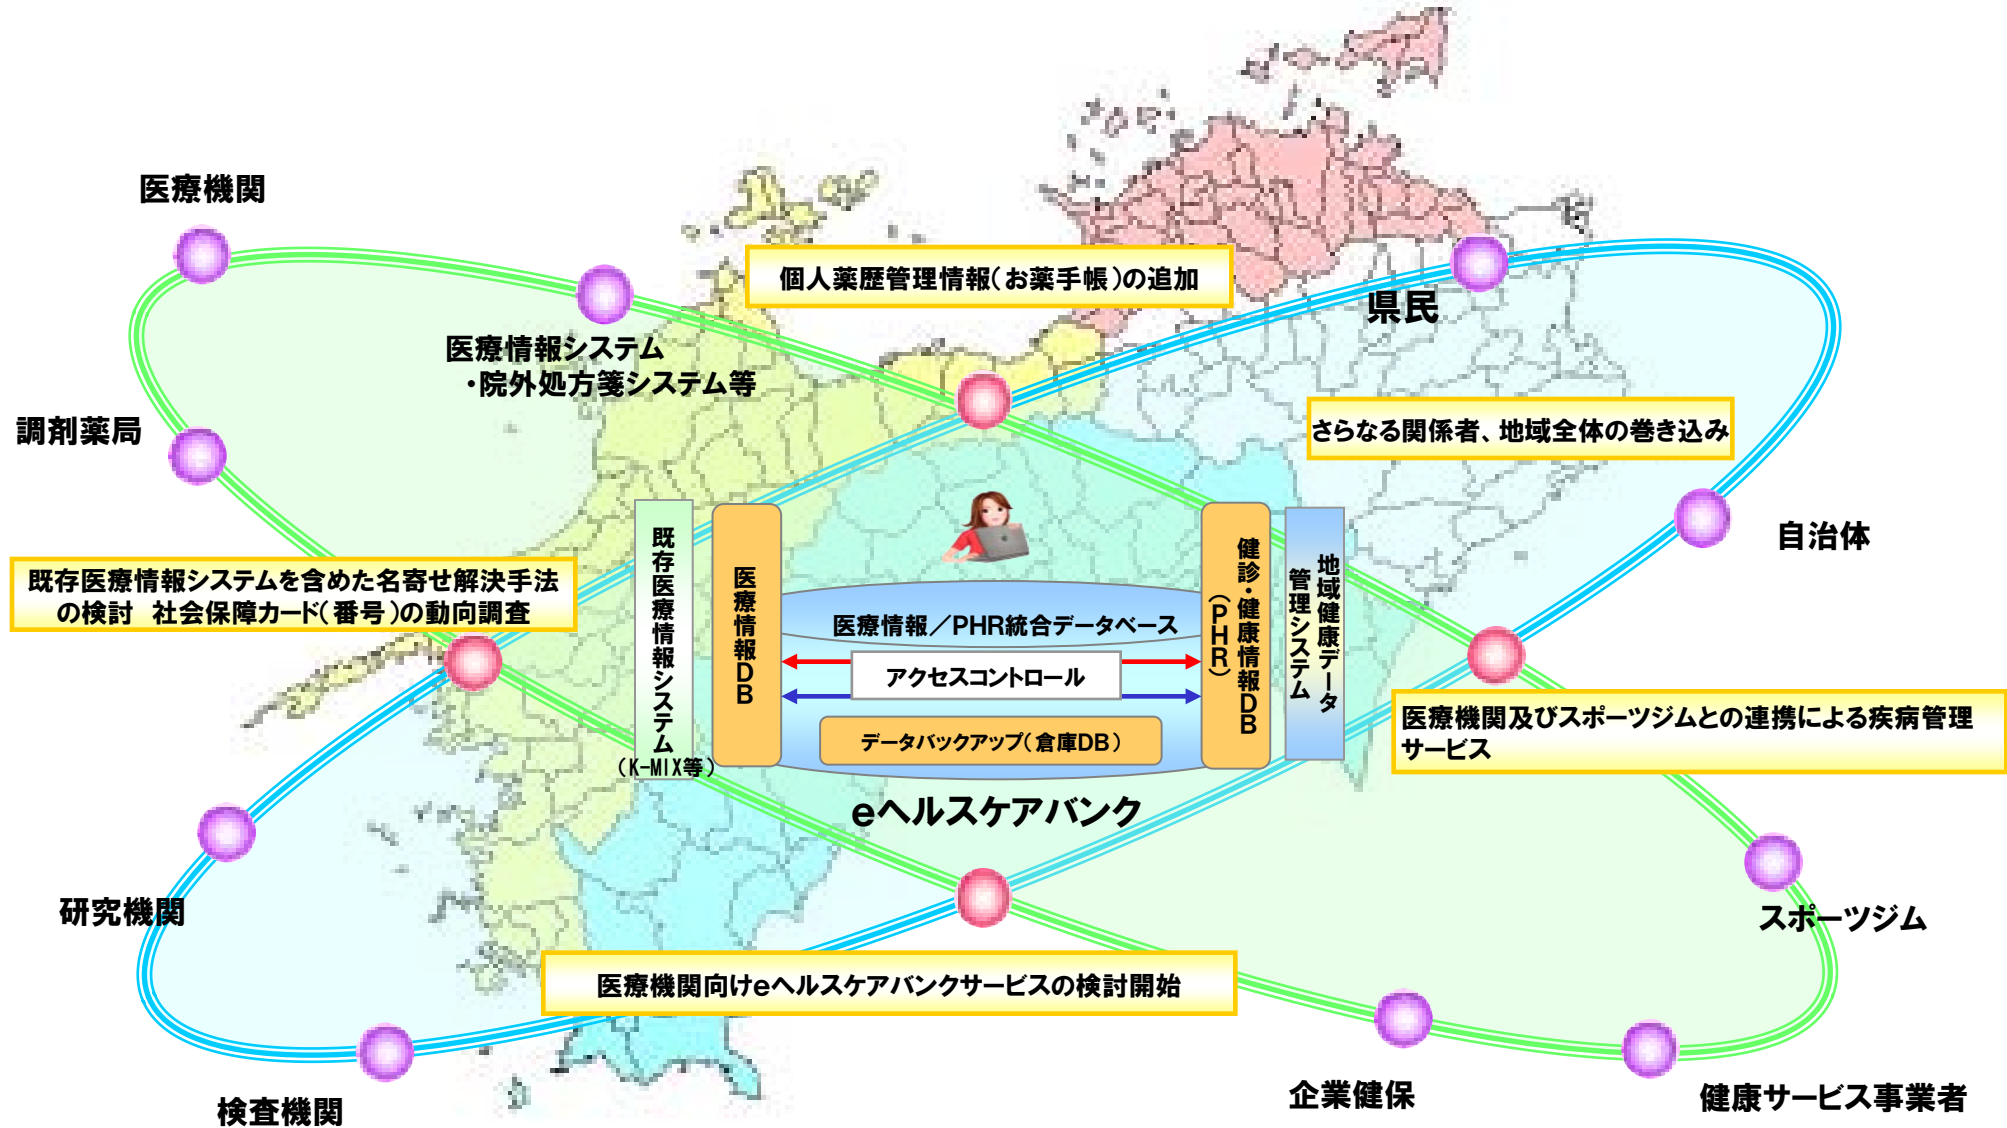 医療機関
個人薬歴管理情報(お薬手帳)の追加
県民
医療情報システム
・院外処方箋システム等
調剤薬局
さらなる関係者、地域全体の巻き込み
自治体
既存医療情報システムを含めた名寄せ解決手法
の検討 社会保障カード(番号)の動向調査
既存医療情報システム
(K-MIX等)
医療情報DB
医療情報/PHR統合データベース
アクセスコントロール
データバックアップ(倉庫DB)
健診・健康情報DB
(PHR)
地域健康データ
管理システム
eヘルスケアバンク
医療機関及びスポーツジムとの連携による疾病管理
サービス
研究機関
スポーツジム
医療機関向けeヘルスケアバンクサービスの検討開始
検査機関
企業健保
健康サービス事業者